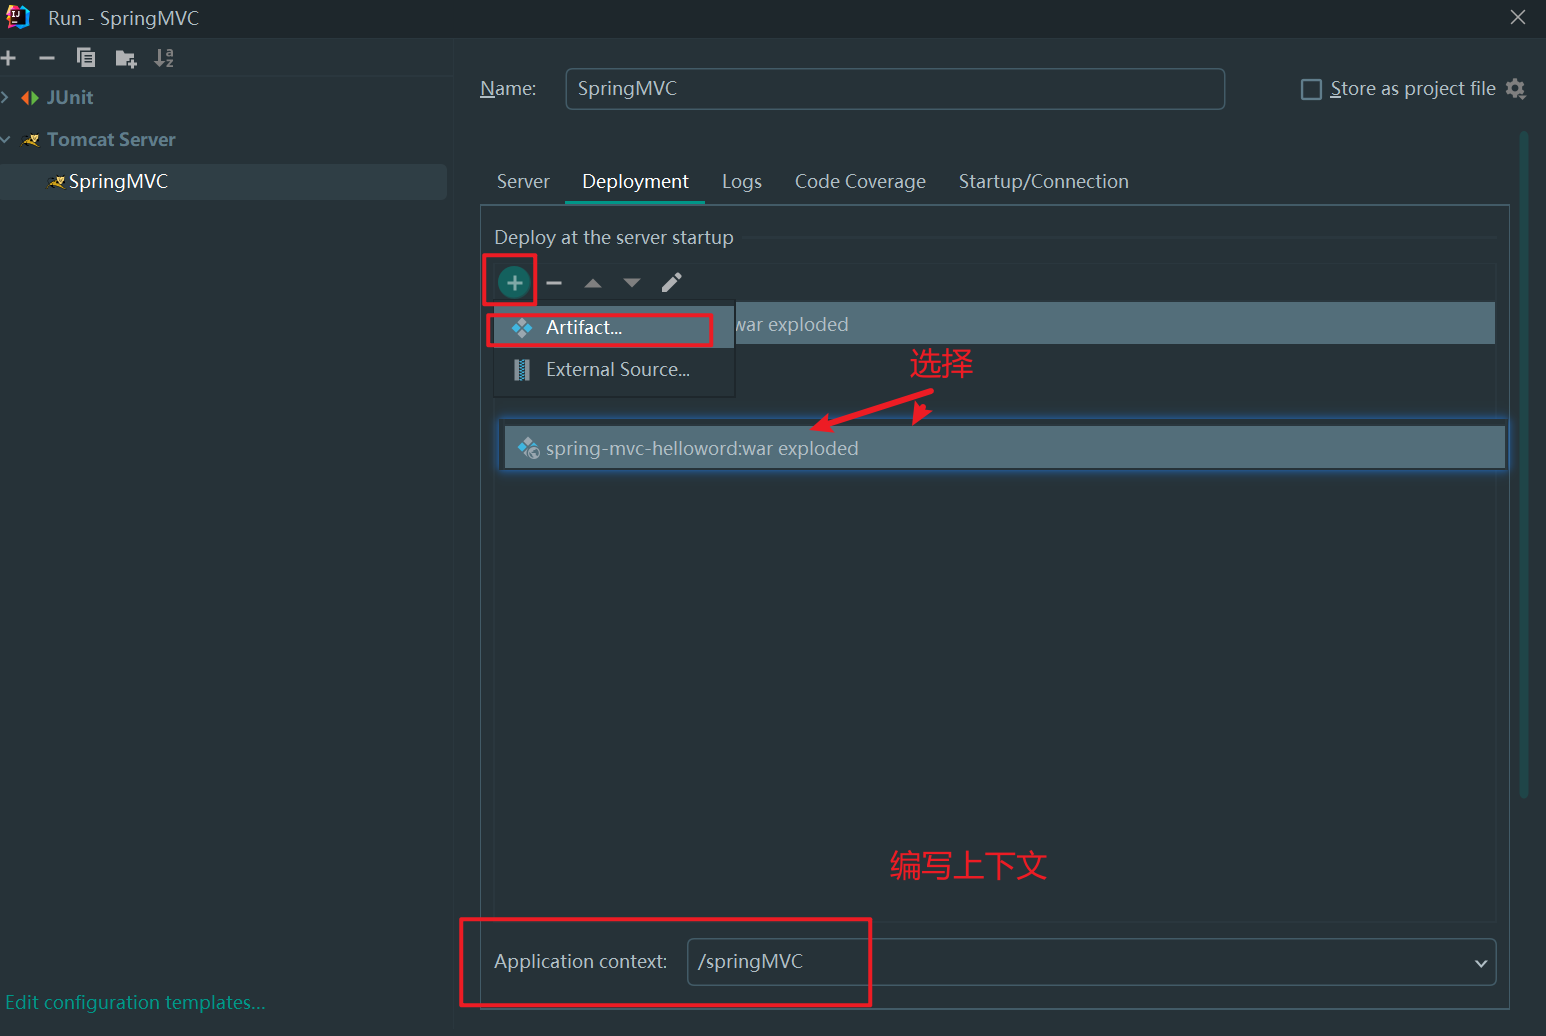 Run - SpringMVC
JUnit
Tomcat Server
SpringMVC
Name:
SpringMVC
Store as project file
Server
Deployment
Logs
Code Coverage
Startup/Connection
Deploy at the server startup
Artifact...
war exploded
External Source...
选择
spring-mvc-helloword:war exploded
编写上下文
Application context:
/springMVC
Edit configuration templates...